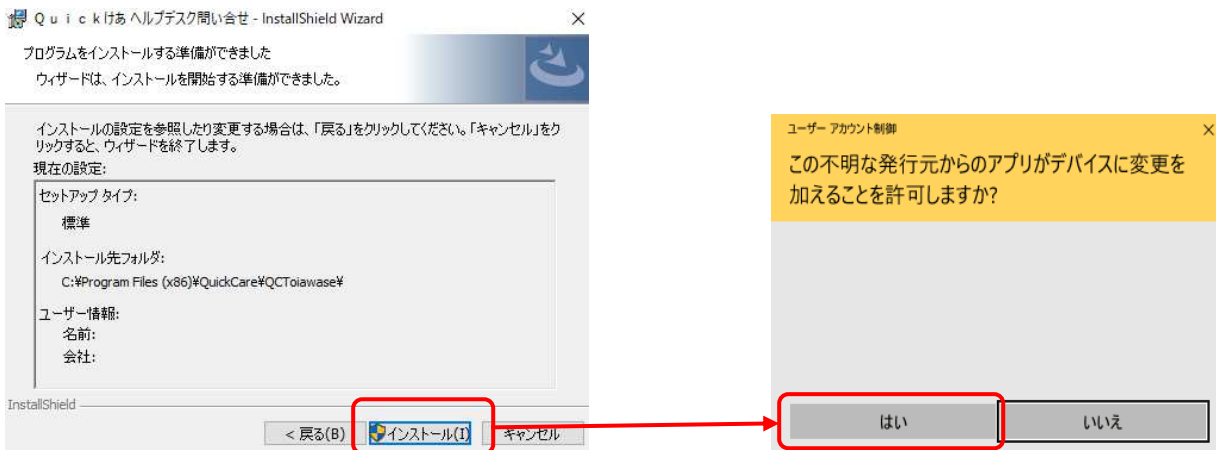 Ｑｕｉｃｋけあ ヘルプデスク問い合せ - InstallShield Wizard
プログラムをインストールする準備ができました
ウィザードは、インストールを開始する準備ができました。
インストールの設定を参照したり変更する場合は、「戻る」をクリックしてください。「キャンセル」をク
リックすると、ウィザードを終了します。
現在の設定:
セットアップ タイプ:
標準
インストール先フォルダ:
C:¥Program Files (x86)¥QuickCare¥QCToiawase¥
ユーザー情報:
名前:
会社:
InstallShield
< 戻る(B)
インストール(I)
キャンセル
ユーザー アカウント制御
この不明な発行元からのアプリがデバイスに変更を
加えることを許可しますか?
はい
いいえ